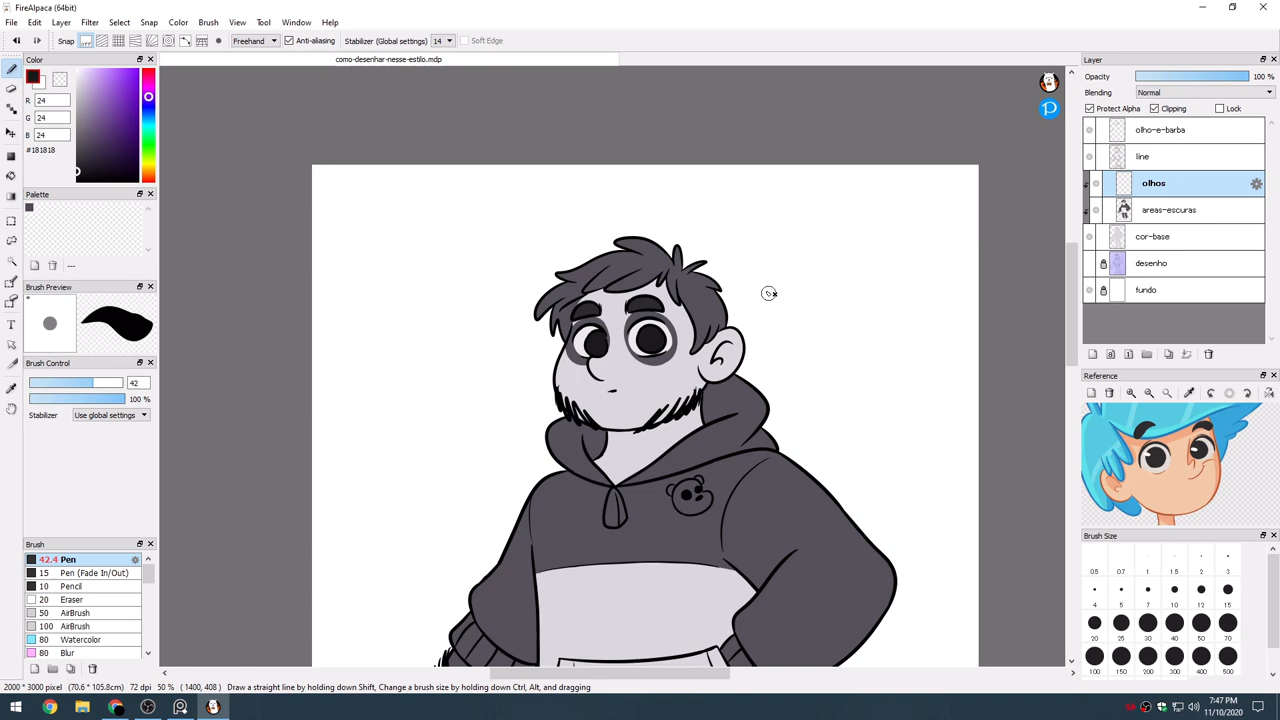 FireAlpaca (64bit)
File Edit Layer Filter Select Snap Color Brush View Tool Window Help
Snap OFF Freehand Anti-aliasing Stabilizer (Global settings) 14 Soft Edge
Color
como-desenhar-nesse-estilo.mdp
Layer
R 24
G 24
B 24
#181818
Opacity 100 %
Blending Normal
Protect Alpha Clipping Lock
olho-e-barba
line
olhos
areas-escuras
cor-base
desenho
fundo
Palette
---
Brush Preview
Brush Control
42
100 %
Stabilizer Use global settings
Reference
Brush
42.4 Pen
15 Pen (Fade In/Out)
10 Pencil
20 Eraser
50 AirBrush
100 AirBrush
80 Watercolor
80 Blur
Brush Size
0.5 0.7 1 1.5 2 3
4 5 7 10 12 15
20 25 30 40 50 70
100 200 300 400 500
2000 * 3000 pixel (70.6 * 105.8cm) 72 dpi 50 % ( 1400, 408 ) Draw a straight line by holding down Shift, Change a brush size by holding down Ctrl, Alt, and dragging
7:47 PM
11/10/2020